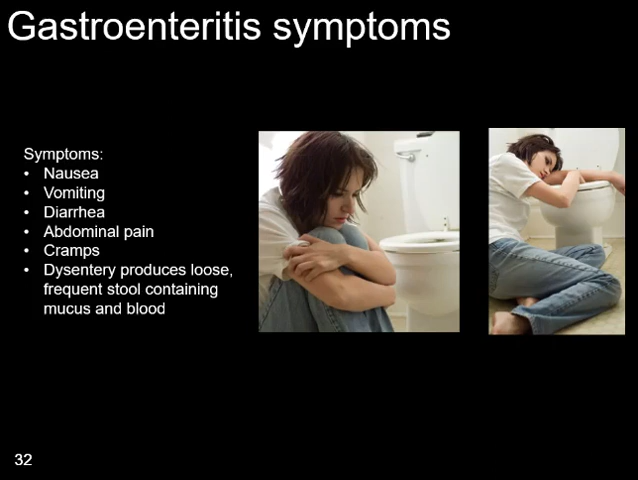 Gastroenteritis symptoms
Symptoms:
• Nausea
• Vomiting
• Diarrhea
• Abdominal pain
• Cramps
• Dysentery produces loose,
frequent stool containing
mucus and blood
32